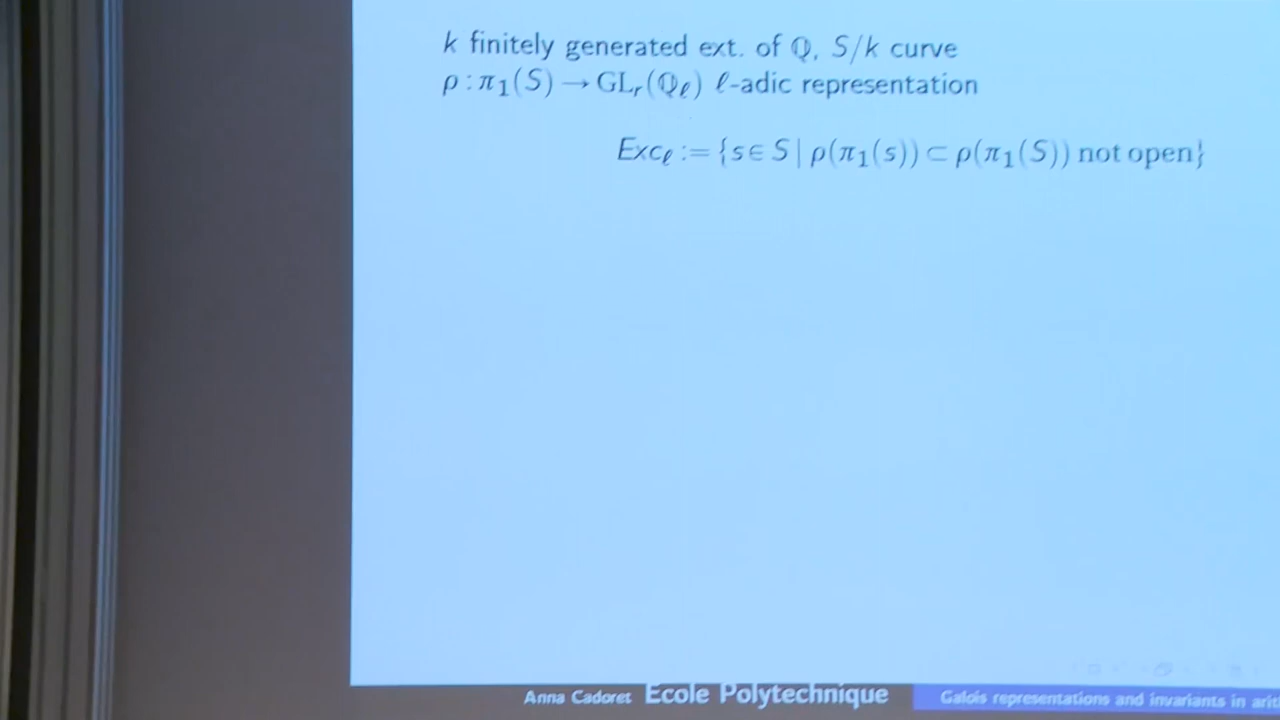 k finitely generated ext. of ℚ, S/k curve
ρ : π₁(S) → GLᵣ(ℚ_ℓ) ℓ-adic representation
Exc_ℓ := {s ∈ S | ρ(π₁(s)) ⊂ ρ(π₁(S)) not open}
Anna Cadoret Ecole Polytechnique Galois representations and invariants in